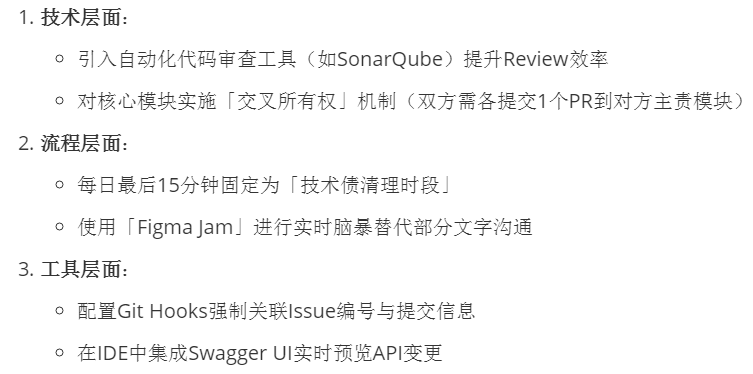 1. 技术层面：
◦ 引入自动化代码审查工具（如SonarQube）提升Review效率
◦ 对核心模块实施「交叉所有权」机制（双方需各提交1个PR到对方主责模块）
2. 流程层面：
◦ 每日最后15分钟固定为「技术债清理时段」
◦ 使用「Figma Jam」进行实时脑暴替代部分文字沟通
3. 工具层面：
◦ 配置Git Hooks强制关联Issue编号与提交信息
◦ 在IDE中集成Swagger UI实时预览API变更